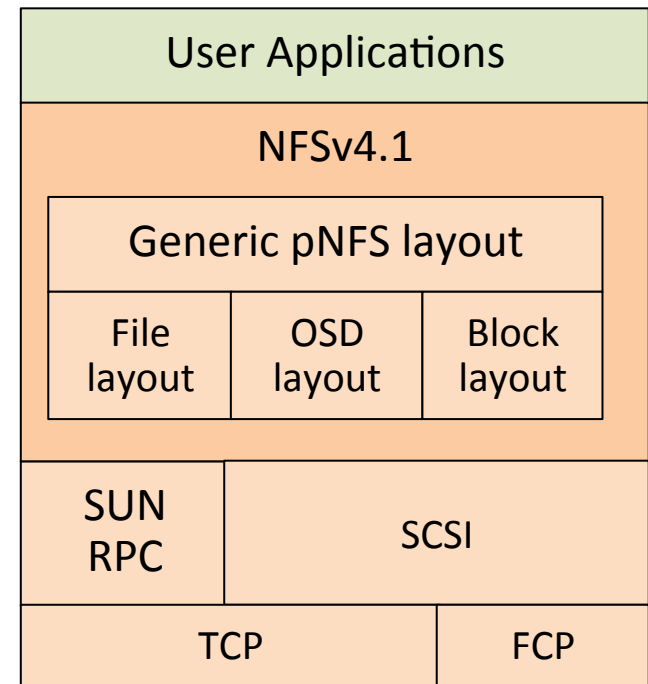 User Applications
NFSv4.1
Generic pNFS layout
File
layout
OSD
layout
Block
layout
SUN
RPC
SCSI
TCP
FCP